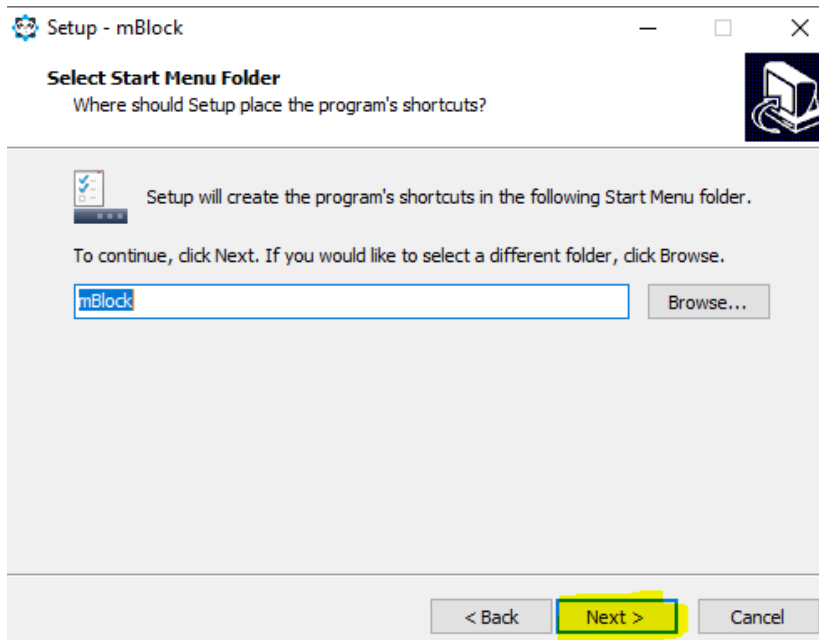 Setup - mBlock
Select Start Menu Folder
Where should Setup place the program's shortcuts?
Setup will create the program's shortcuts in the following Start Menu folder.
To continue, click Next. If you would like to select a different folder, click Browse.
mBlock
Browse...
< Back
Next >
Cancel